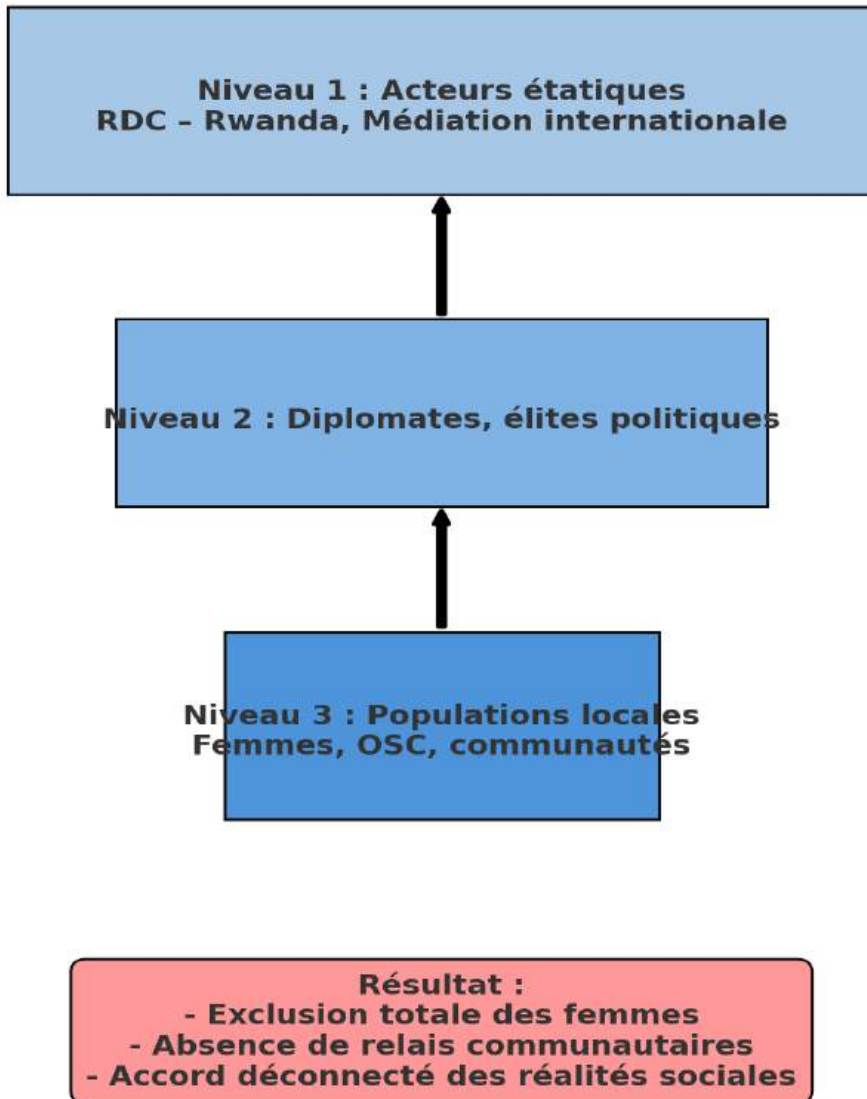 Niveau 1 : Acteurs étatiques
RDC – Rwanda, Médiation internationale
Niveau 2 : Diplomates, élites politiques
Niveau 3 : Populations locales
Femmes, OSC, communautés
Résultat :
- Exclusion totale des femmes
- Absence de relais communautaires
- Accord déconnecté des réalités sociales